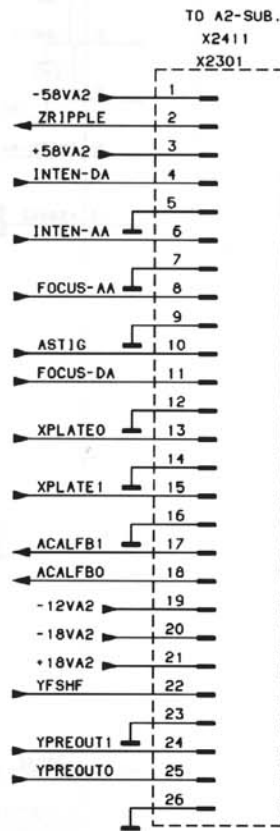 TO A2-SUB.
X2411
X2301
-58VA2 1
ZRIPPLE 2
+58VA2 3
INTEN-DA 4
5
INTEN-AA 6
7
FOCUS-AA 8
9
ASTIG 10
FOCUS-DA 11
12
XPLATE0 13
14
XPLATE1 15
16
ACALFB1 17
ACALFB0 18
-12VA2 19
-18VA2 20
+18VA2 21
YFSHF 22
23
YPREOUT1 24
YPREOUT0 25
26